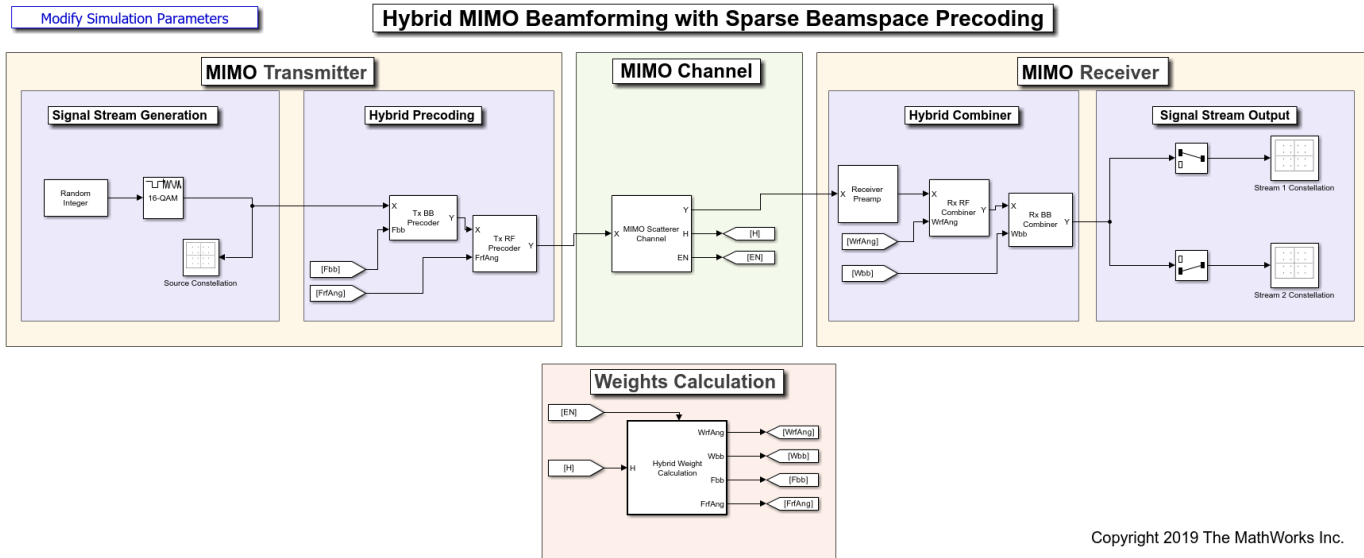 Modify Simulation Parameters
Hybrid MIMO Beamforming with Sparse Beamspace Precoding
MIMO Transmitter
Signal Stream Generation
Random
Integer
16-QAM
Source Constellation
Hybrid Precoding
X
Fbb
Tx BB
Precoder
Y
X
FrfAng
Tx RF
Precoder
Y
[Fbb]
[FrfAng]
MIMO Channel
X
MIMO Scatterer
Channel
Y
H
EN
[H]
[EN]
MIMO Receiver
Hybrid Combiner
X
Receiver
Preamp
X
WrfAng
Rx RF
Combiner
Y
X
Wbb
Rx BB
Combiner
Y
[WrfAng]
[Wbb]
Signal Stream Output
Stream 1 Constellation
Stream 2 Constellation
Weights Calculation
[EN]
[H]
H
Hybrid Weight
Calculation
WrfAng
Wbb
Fbb
FrfAng
[WrfAng]
[Wbb]
[Fbb]
[FrfAng]
Copyright 2019 The MathWorks Inc.